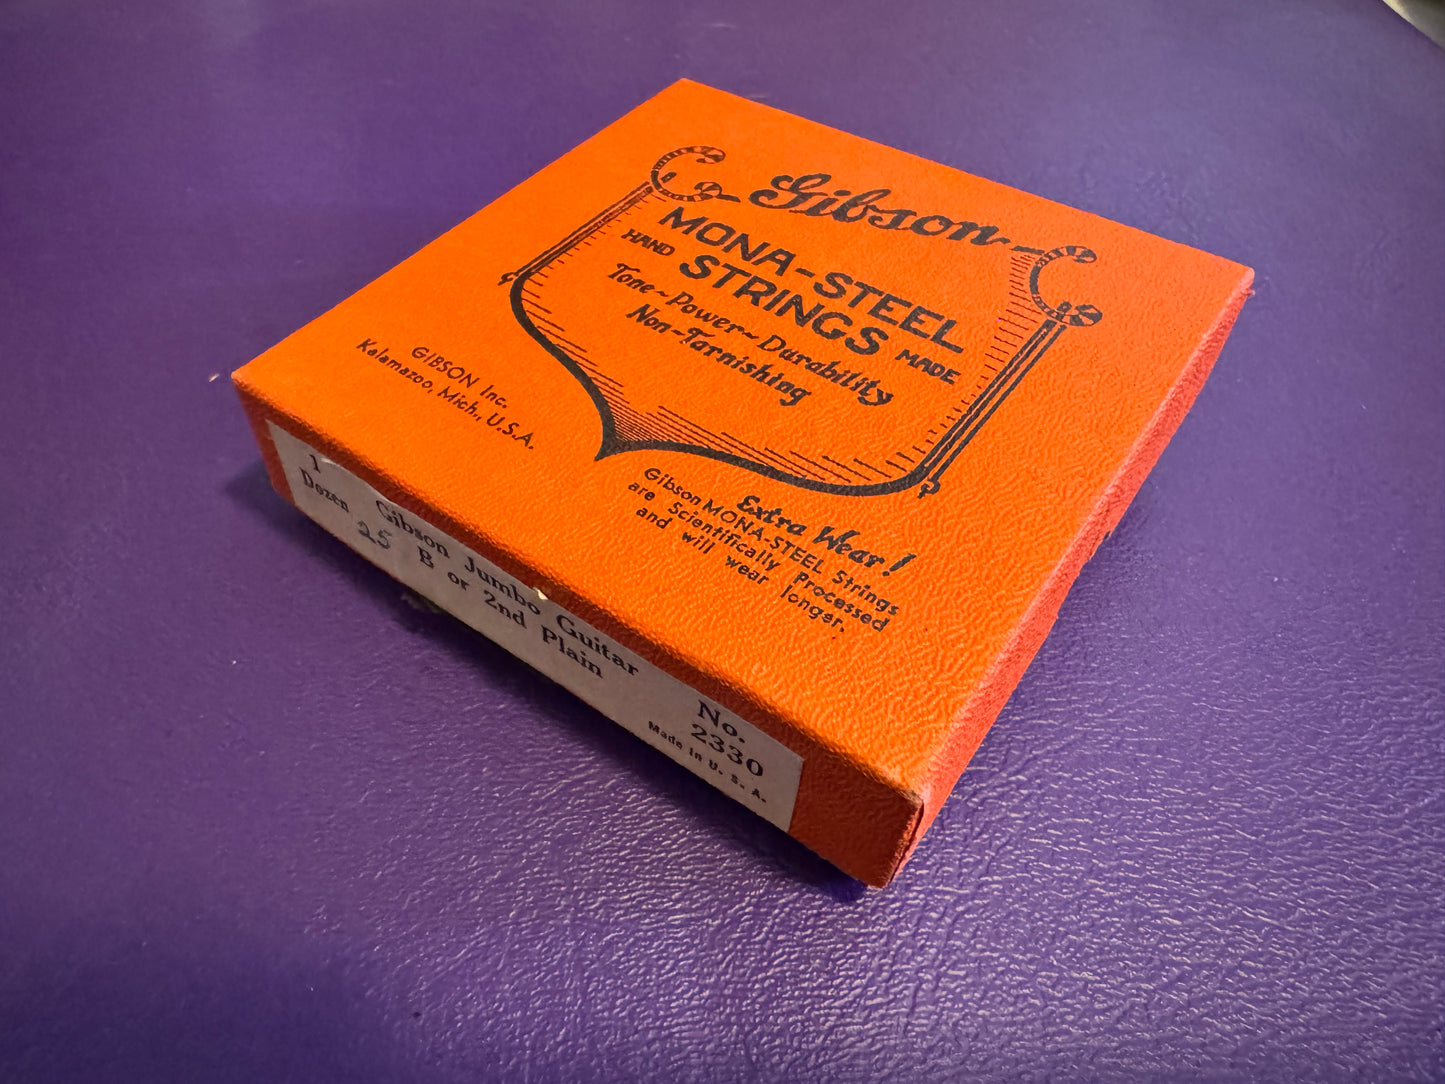 Gibson
MONA-STEEL
HAND STRINGS MADE
Tone~Power~Durability
Non-Tarnishing
GIBSON Inc.
Kalamazoo, Mich., U.S.A.
Extra Wear!
Gibson MONA-STEEL Strings
are Scientifically Processed
and will wear longer.
1 Dozen
Gibson Jumbo Guitar
25 B or 2nd Plain
No.
2330
Made in U. S. A.